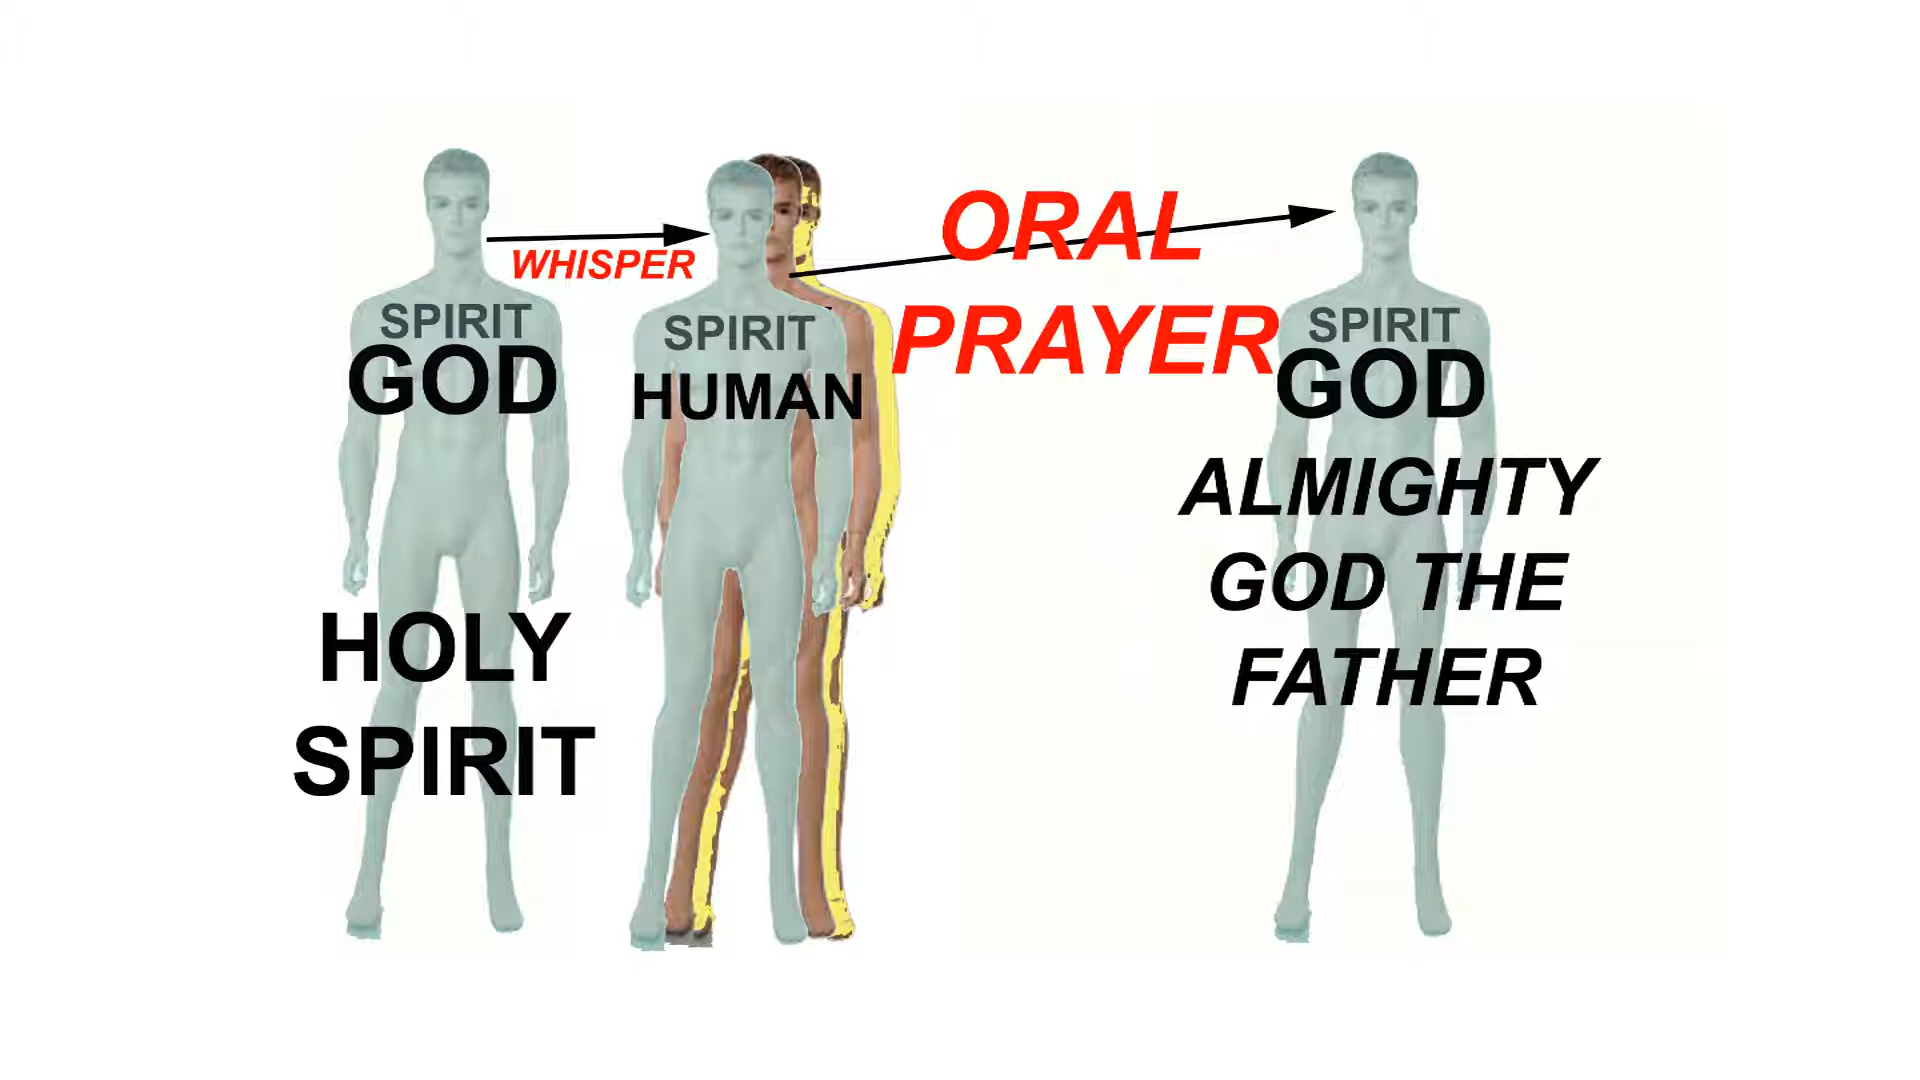 WHISPER
SPIRIT
GOD
HOLY
SPIRIT
SPIRIT
HUMAN
ORAL
PRAYER
SPIRIT
GOD
ALMIGHTY
GOD THE
FATHER